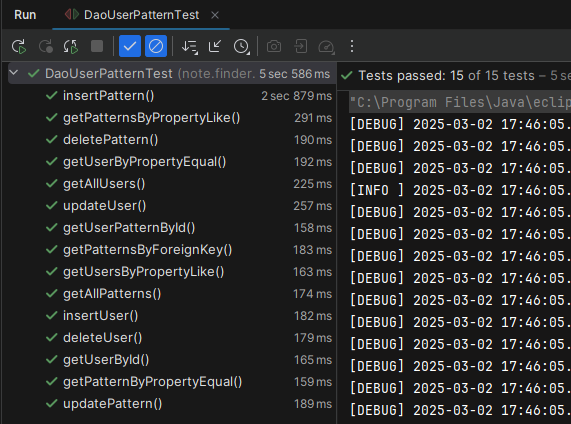 Run
DaoUserPatternTest
DaoUserPatternTest (note.finder. 5 sec 586 ms
insertPattern() 2 sec 879 ms
getPatternsByPropertyLike() 291 ms
deletePattern() 190 ms
getUserByPropertyEqual() 192 ms
getAllUsers() 225 ms
updateUser() 257 ms
getUserPatternById() 158 ms
getPatternsByForeignKey() 183 ms
getUsersByPropertyLike() 163 ms
getAllPatterns() 174 ms
insertUser() 182 ms
deleteUser() 179 ms
getUserById() 165 ms
getPatternByPropertyEqual() 159 ms
updatePattern() 189 ms
Tests passed: 15 of 15 tests – 5 se
"C:\Program Files\Java\eclip
[DEBUG] 2025-03-02 17:46:05.
[DEBUG] 2025-03-02 17:46:05.
[DEBUG] 2025-03-02 17:46:05.
[INFO ] 2025-03-02 17:46:05.
[DEBUG] 2025-03-02 17:46:05.
[DEBUG] 2025-03-02 17:46:05.
[DEBUG] 2025-03-02 17:46:05.
[DEBUG] 2025-03-02 17:46:05.
[DEBUG] 2025-03-02 17:46:05.
[DEBUG] 2025-03-02 17:46:05.
[DEBUG] 2025-03-02 17:46:05.
[DEBUG] 2025-03-02 17:46:05.
[DEBUG] 2025-03-02 17:46:05.
[DEBUG] 2025-03-02 17:46:05.